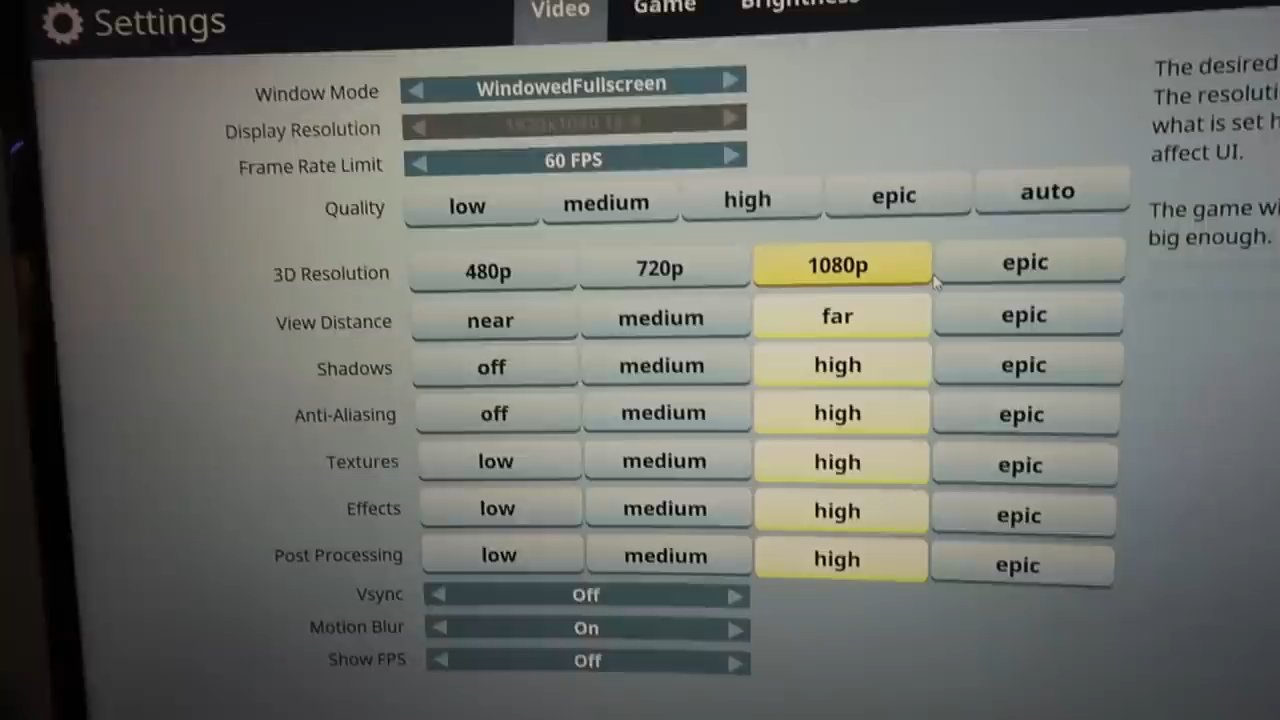 Settings
Video Game Brightness
Window Mode WindowedFullscreen
Display Resolution 1920x1080 16:9
Frame Rate Limit 60 FPS
Quality low medium high epic auto
3D Resolution 480p 720p 1080p epic
View Distance near medium far epic
Shadows off medium high epic
Anti-Aliasing off medium high epic
Textures low medium high epic
Effects low medium high epic
Post Processing low medium high epic
Vsync Off
Motion Blur On
Show FPS Off
The desired
The resoluti
what is set h
affect UI.
The game wi
big enough.